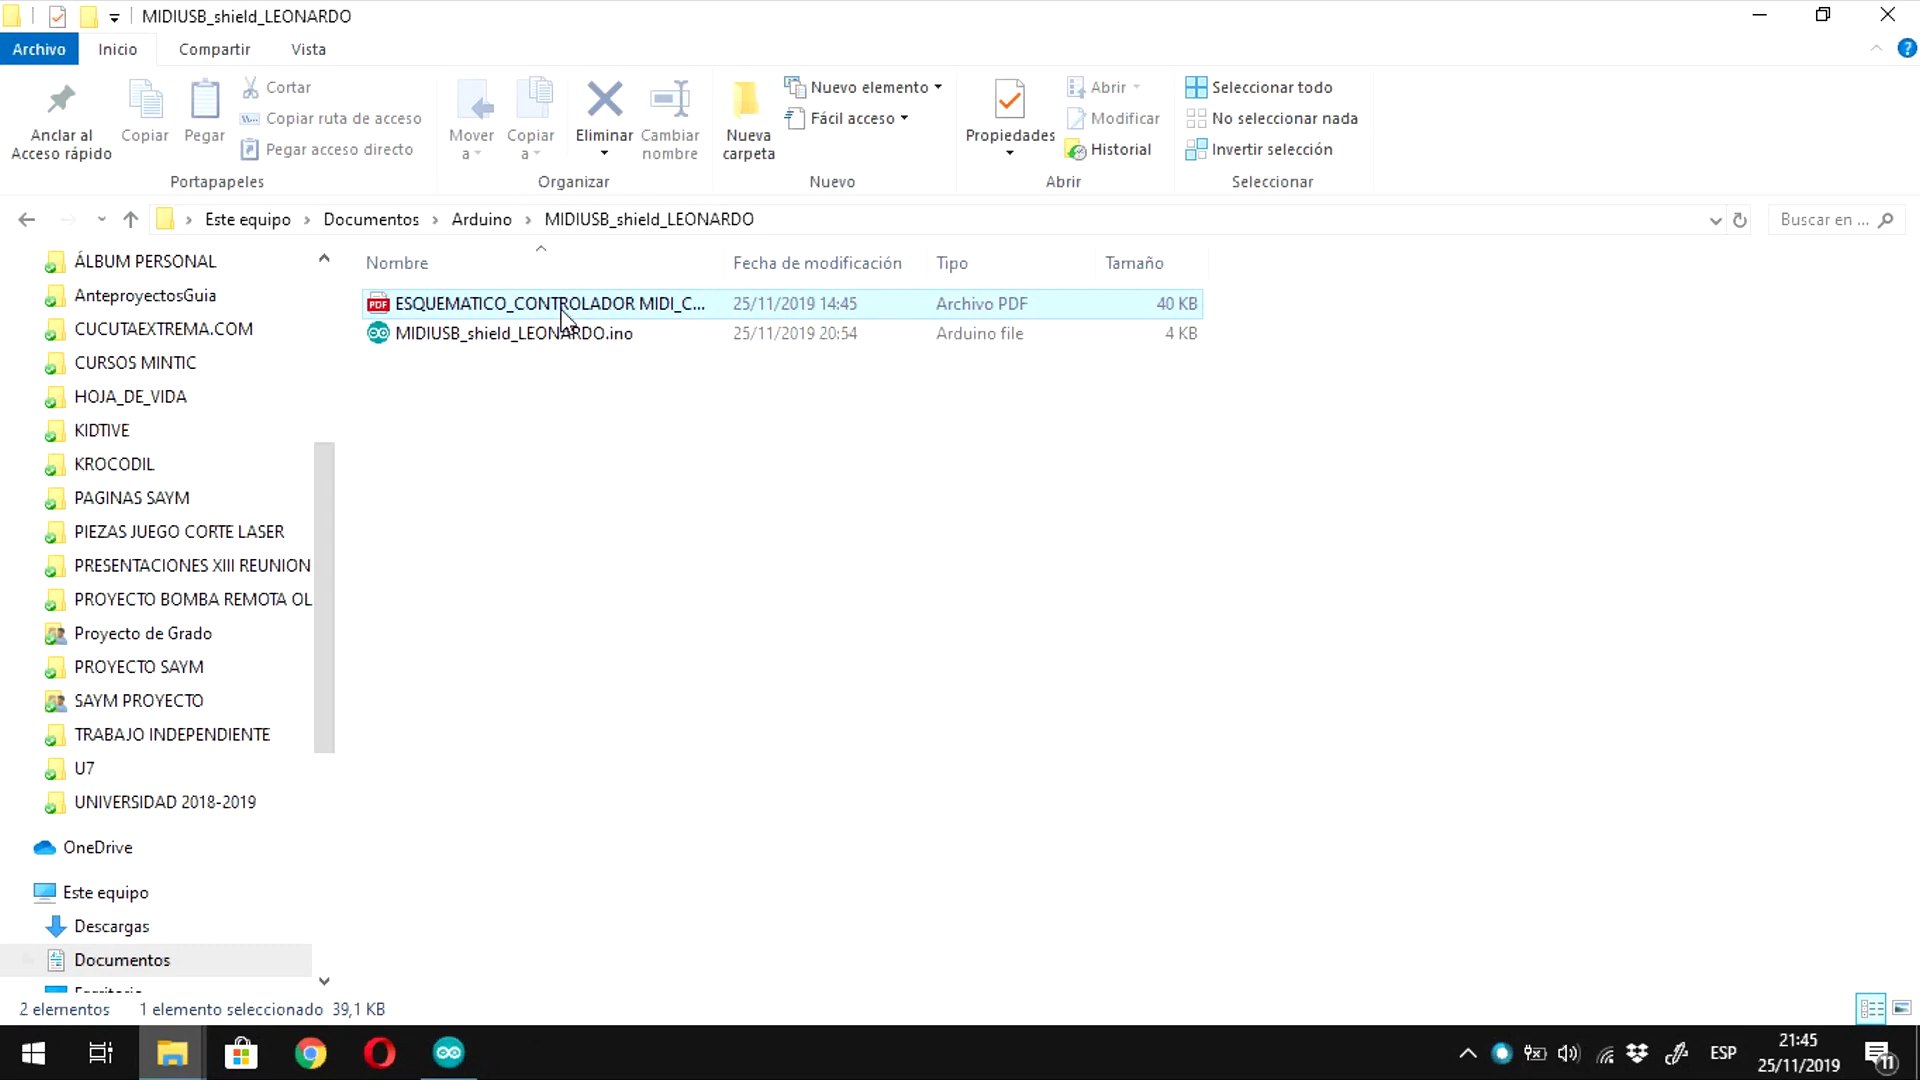 MIDIUSB_shield_LEONARDO
Archivo
Inicio
Compartir
Vista
?
Anclar al
Acceso rápido
Copiar
Pegar
Cortar
Copiar ruta de acceso
Pegar acceso directo
Portapapeles
Mover
a
Copiar
a
Eliminar
Cambiar
nombre
Organizar
Nueva
carpeta
Nuevo elemento
Fácil acceso
Nuevo
Propiedades
Abrir
Modificar
Historial
Abrir
Seleccionar todo
No seleccionar nada
Invertir selección
Seleccionar
Este equipo > Documentos > Arduino > MIDIUSB_shield_LEONARDO
Buscar en ...
Nombre
Fecha de modificación
Tipo
Tamaño
PDF ESQUEMATICO_CONTROLADOR MIDI_C... 25/11/2019 14:45 Archivo PDF 40 KB
MIDIUSB_shield_LEONARDO.ino 25/11/2019 20:54 Arduino file 4 KB
ÁLBUM PERSONAL
AnteproyectosGuia
CUCUTAEXTREMA.COM
CURSOS MINTIC
HOJA_DE_VIDA
KIDTIVE
KROCODIL
PAGINAS SAYM
PIEZAS JUEGO CORTE LASER
PRESENTACIONES XIII REUNION
PROYECTO BOMBA REMOTA OL
Proyecto de Grado
PROYECTO SAYM
SAYM PROYECTO
TRABAJO INDEPENDIENTE
U7
UNIVERSIDAD 2018-2019
OneDrive
Este equipo
Descargas
Documentos
Escritorio
2 elementos
1 elemento seleccionado 39,1 KB
ESP
21:45
25/11/2019
11